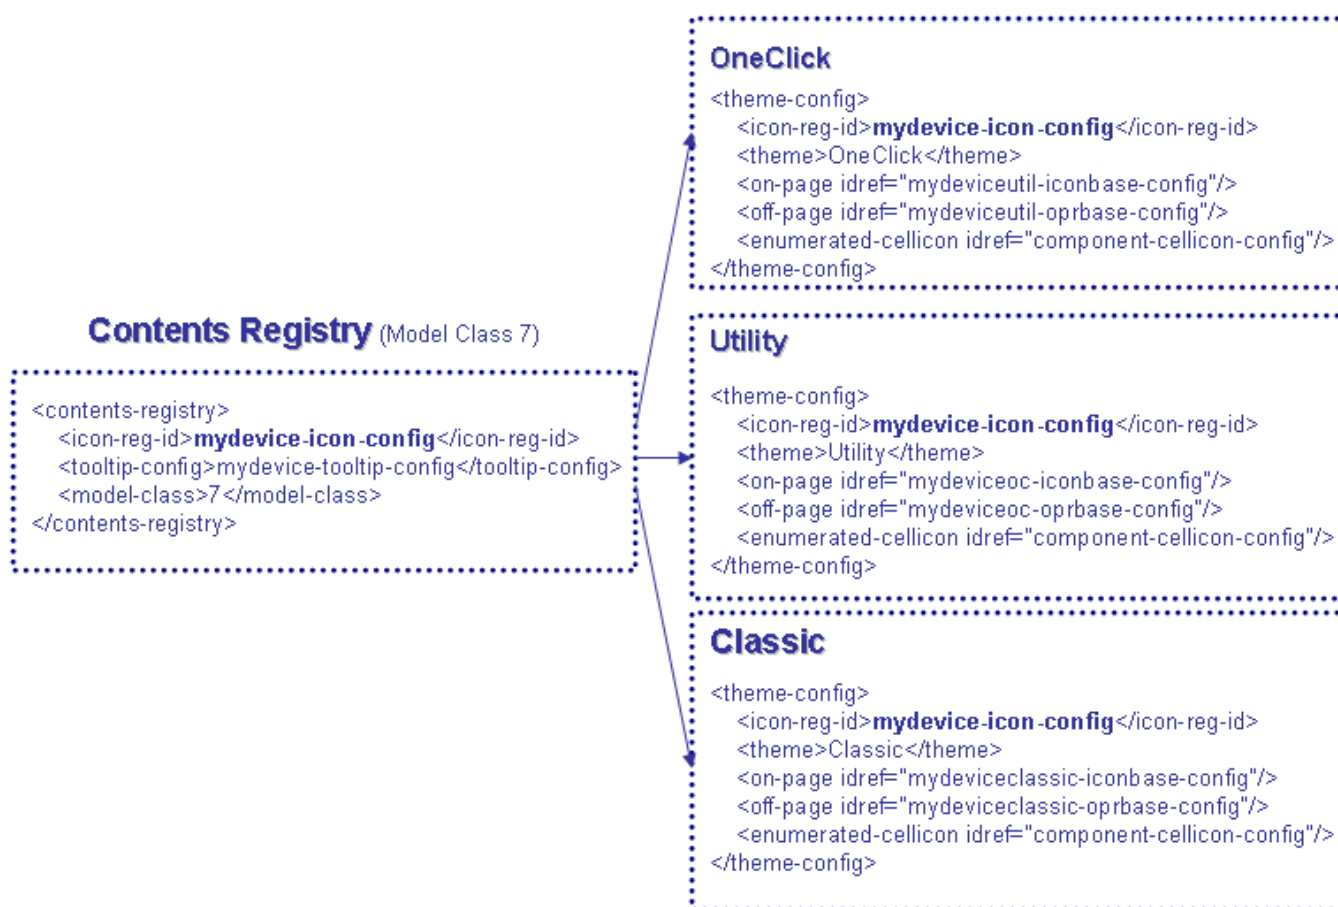 Contents Registry (Model Class 7)
<contents-registry>
<icon-reg-id>mydevice-icon-config</icon-reg-id>
<tooltip-config>mydevice-tooltip-config</tooltip-config>
<model-class>7</model-class>
</contents-registry>
OneClick
<theme-config>
<icon-reg-id>mydevice-icon-config</icon-reg-id>
<theme>OneClick</theme>
<on-page idref="mydeviceutil-iconbase-config"/>
<off-page idref="mydeviceutil-oprbase-config"/>
<enumerated-cellicon idref="component-cellicon-config"/>
</theme-config>
Utility
<theme-config>
<icon-reg-id>mydevice-icon-config</icon-reg-id>
<theme>Utility</theme>
<on-page idref="mydeviceoc-iconbase-config"/>
<off-page idref="mydeviceoc-oprbase-config"/>
<enumerated-cellicon idref="component-cellicon-config"/>
</theme-config>
Classic
<theme-config>
<icon-reg-id>mydevice-icon-config</icon-reg-id>
<theme>Classic</theme>
<on-page idref="mydeviceclassic-iconbase-config"/>
<off-page idref="mydeviceclassic-oprbase-config"/>
<enumerated-cellicon idref="component-cellicon-config"/>
</theme-config>